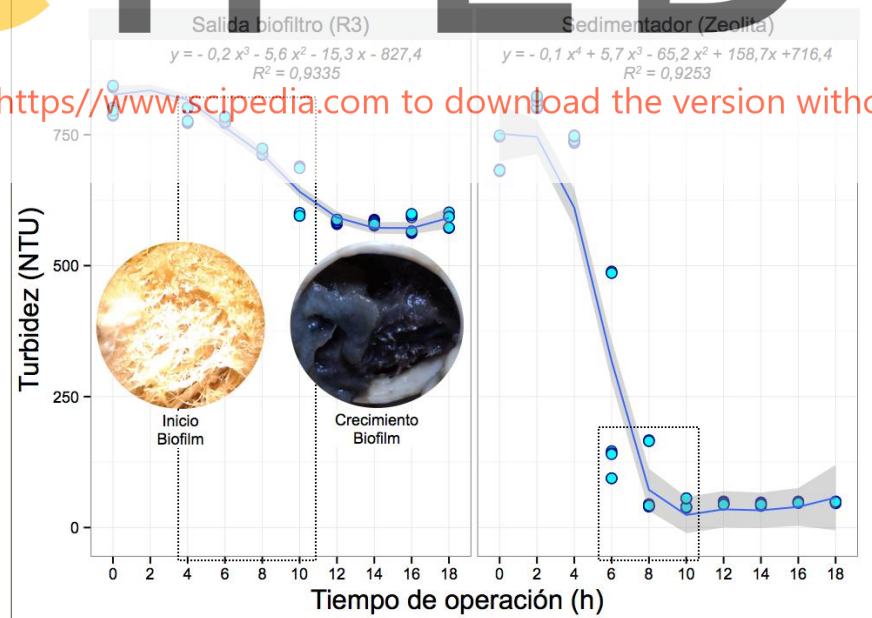 Salida biofiltro (R3)
y = - 0,2 x³ - 5,6 x² - 15,3 x - 827,4
R² = 0,9335
Sedimentador (Zeolita)
y = - 0,1 x⁴ + 5,7 x³ - 65,2 x² + 158,7x +716,4
R² = 0,9253
https//www.scipedia.com to download the version witho
Turbidez (NTU)
750
500
250
0
Inicio
Biofilm
Crecimiento
Biofilm
0 2 4 6 8 10 12 14 16 18
0 2 4 6 8 10 12 14 16 18
Tiempo de operación (h)